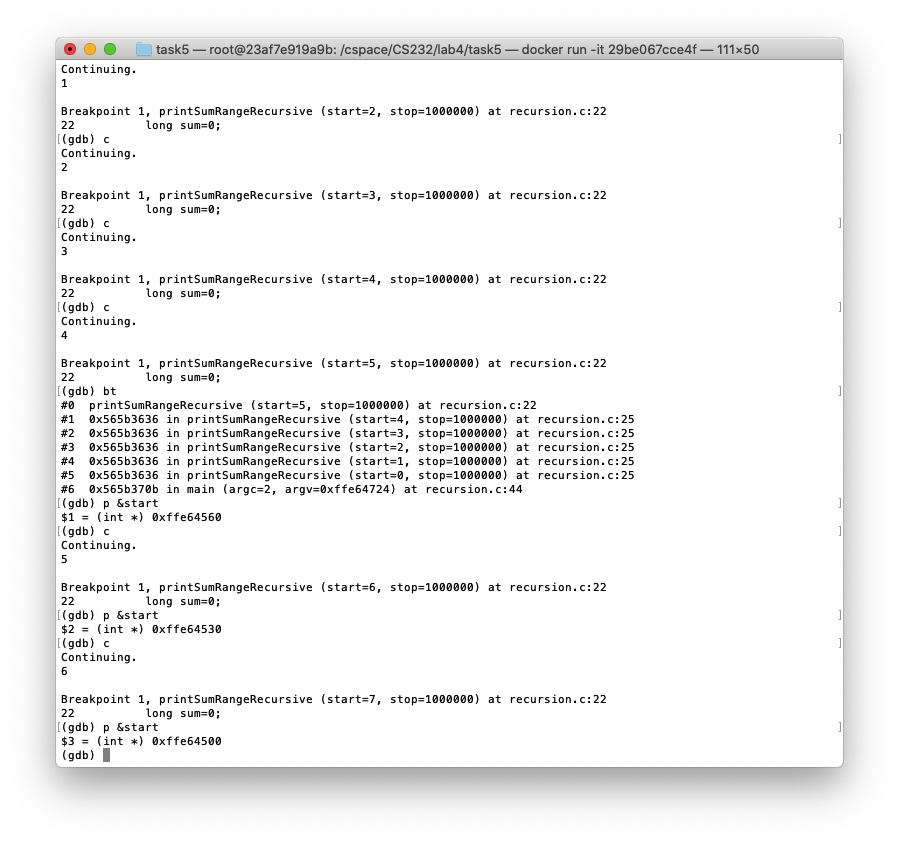 task5 — root@23af7e919a9b: /cspace/CS232/lab4/task5 — docker run -it 29be067cce4f — 111×50
Continuing.
1
Breakpoint 1, printSumRangeRecursive (start=2, stop=1000000) at recursion.c:22
22          long sum=0;
[(gdb) c ]
Continuing.
2
Breakpoint 1, printSumRangeRecursive (start=3, stop=1000000) at recursion.c:22
22          long sum=0;
[(gdb) c ]
Continuing.
3
Breakpoint 1, printSumRangeRecursive (start=4, stop=1000000) at recursion.c:22
22          long sum=0;
[(gdb) c ]
Continuing.
4
Breakpoint 1, printSumRangeRecursive (start=5, stop=1000000) at recursion.c:22
22          long sum=0;
[(gdb) bt ]
#0  printSumRangeRecursive (start=5, stop=1000000) at recursion.c:22
#1  0x565b3636 in printSumRangeRecursive (start=4, stop=1000000) at recursion.c:25
#2  0x565b3636 in printSumRangeRecursive (start=3, stop=1000000) at recursion.c:25
#3  0x565b3636 in printSumRangeRecursive (start=2, stop=1000000) at recursion.c:25
#4  0x565b3636 in printSumRangeRecursive (start=1, stop=1000000) at recursion.c:25
#5  0x565b3636 in printSumRangeRecursive (start=0, stop=1000000) at recursion.c:25
#6  0x565b370b in main (argc=2, argv=0xffe64724) at recursion.c:44
[(gdb) p &start ]
$1 = (int *) 0xffe64560
[(gdb) c ]
Continuing.
5
Breakpoint 1, printSumRangeRecursive (start=6, stop=1000000) at recursion.c:22
22          long sum=0;
[(gdb) p &start ]
$2 = (int *) 0xffe64530
[(gdb) c ]
Continuing.
6
Breakpoint 1, printSumRangeRecursive (start=7, stop=1000000) at recursion.c:22
22          long sum=0;
[(gdb) p &start ]
$3 = (int *) 0xffe64500
(gdb)